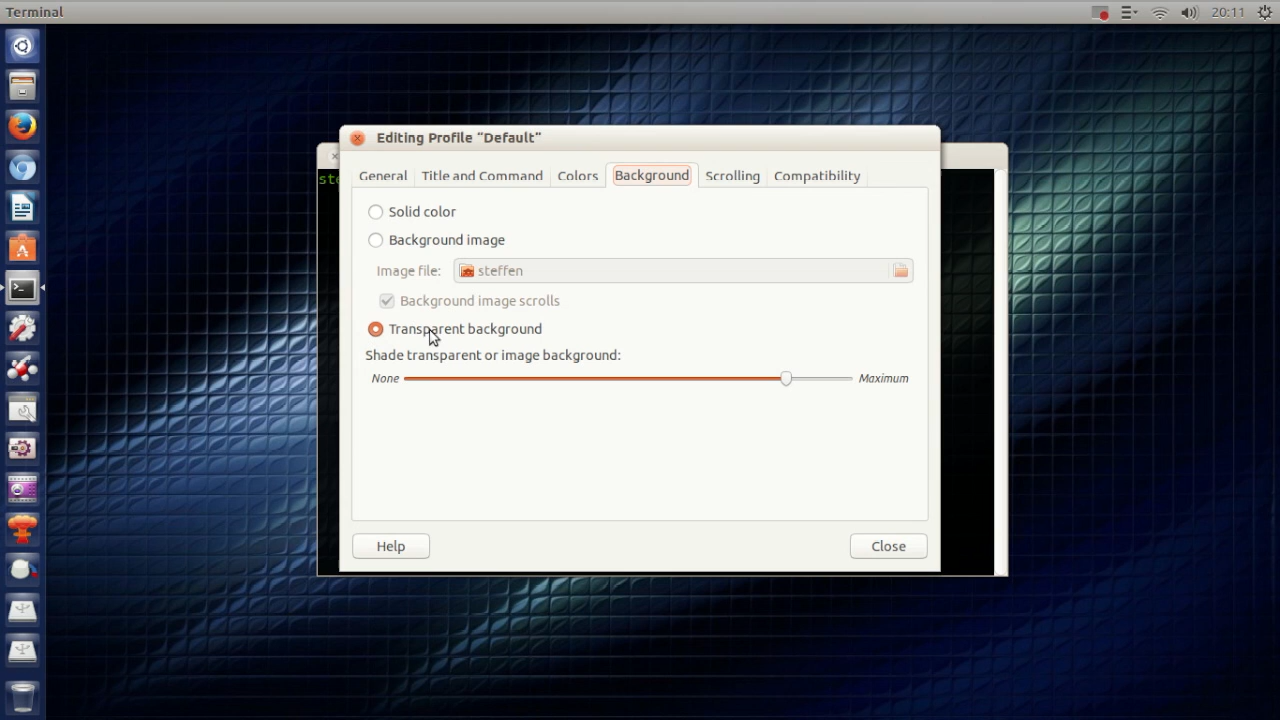 Terminal
20:11
Editing Profile "Default"
General Title and Command Colors Background Scrolling Compatibility
Solid color
Background image
Image file: steffen
Background image scrolls
Transparent background
Shade transparent or image background:
None Maximum
Help Close